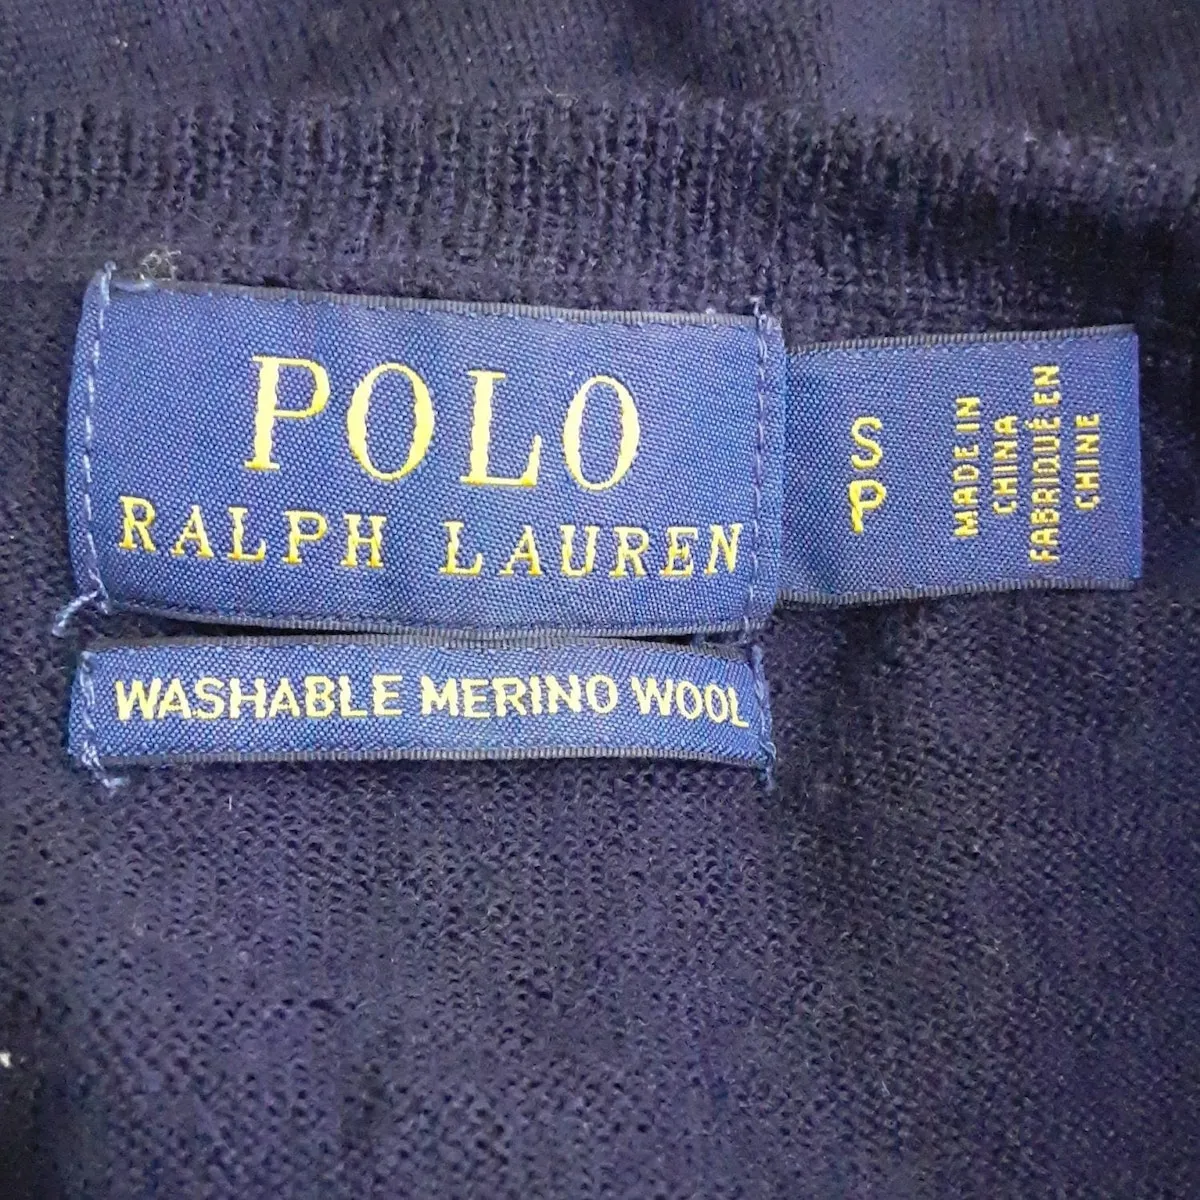 POLO
RALPH LAUREN
WASHABLE MERINO WOOL
S
P
MADE IN
CHINA
FABRIQUÉ EN
CHINE